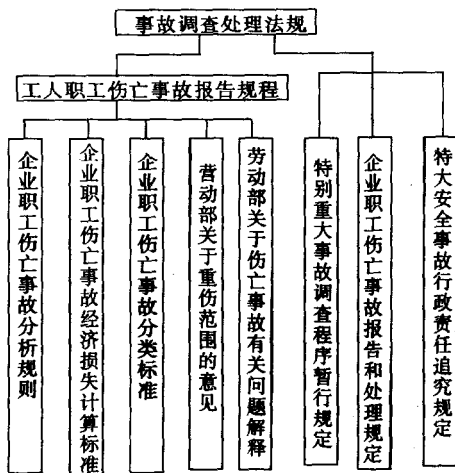 事故调查处理法规
工人职工伤亡事故报告规程
企业职工伤亡事故分析规则
企业职工伤亡事故经济损失计算标准
企业职工伤亡事故分类标准
营动部关于重伤范围的意见
劳动部关于伤亡事故有关问题解释
特别重大事故调查程序暂行规定
企业职工伤亡事故报告和处理规定
特大安全事故行政责任追究规定